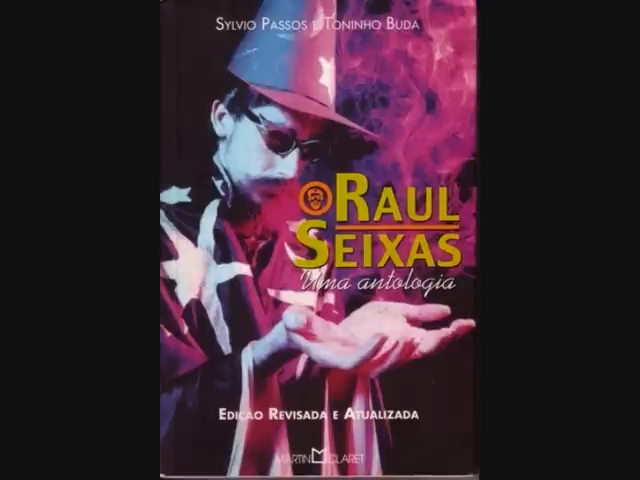 SYLVIO PASSOS E TONINHO BUDA
RAUL
SEIXAS
Uma antologia
EDIÇÃO REVISADA E ATUALIZADA
MARTIN CLARET